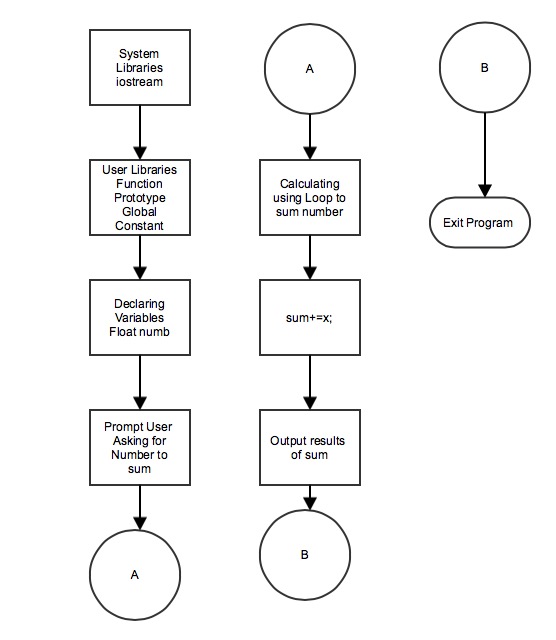 System
Libraries
iostream
User Libraries
Function
Prototype
Global
Constant
Declaring
Variables
Float numb
Prompt User
Asking for
Number to
sum
A
A
Calculating
using Loop to
sum number
sum+=x;
Output results
of sum
B
B
Exit Program